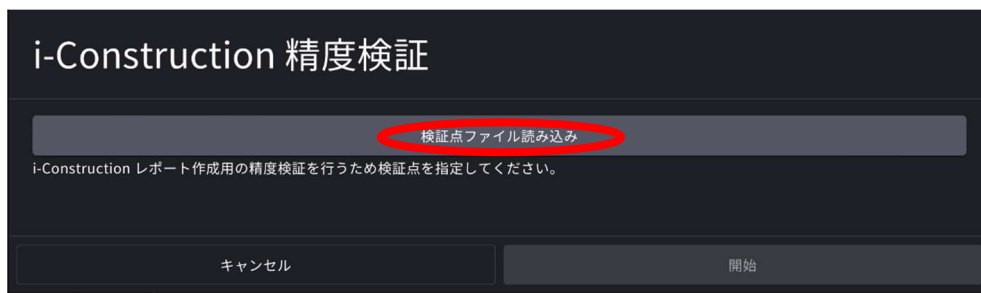 i-Construction 精度検証
検証点ファイル読み込み
i-Construction レポート作成用の精度検証を行うため検証点を指定してください。
キャンセル
開始